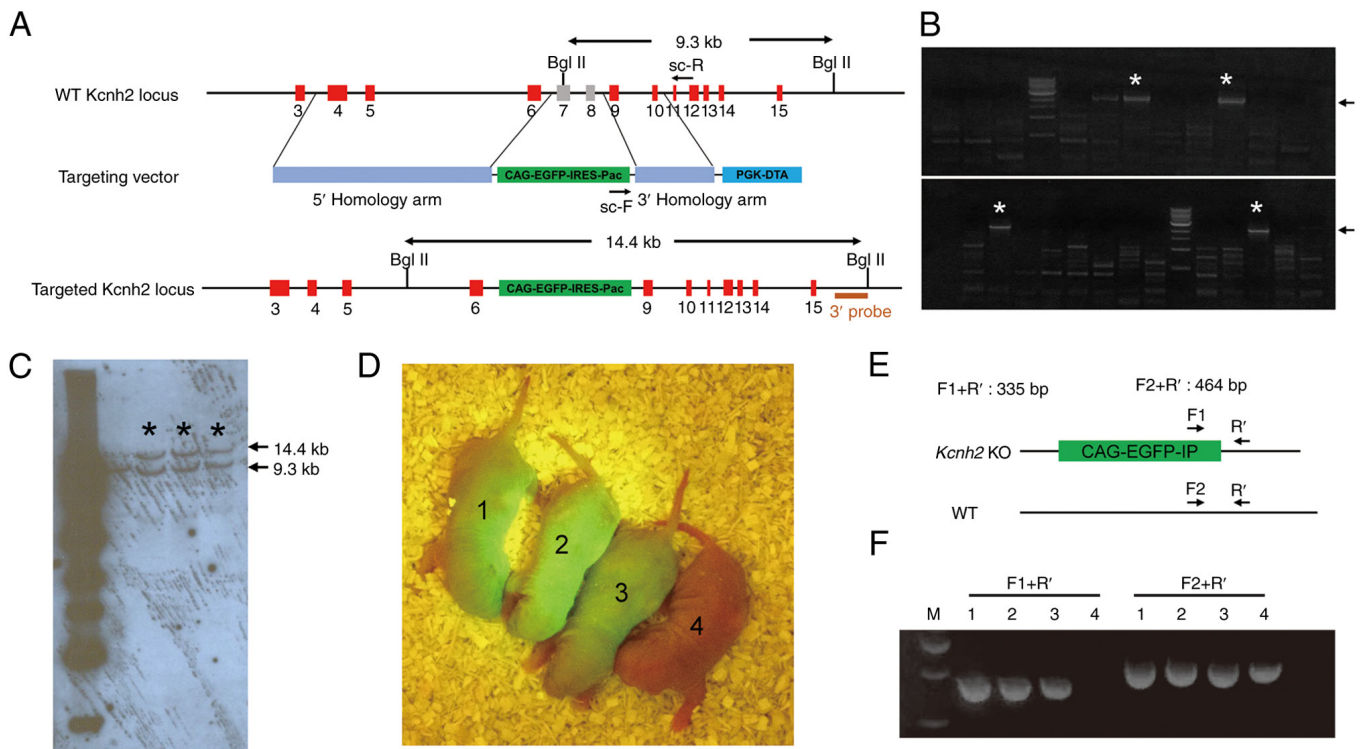 A
9.3 kb
Bgl II
sc-R
Bgl II
WT Kcnh2 locus
3 4 5 6 7 8 9 10 11 12 13 14 15
Targeting vector
CAG-EGFP-IRES-Pac
PGK-DTA
5′ Homology arm
sc-F
3′ Homology arm
14.4 kb
Bgl II
Bgl II
Targeted Kcnh2 locus
CAG-EGFP-IRES-Pac
3 4 5 6 9 10 11 12 13 14 15
3′ probe
B
* *
* *
C
* * *
14.4 kb
9.3 kb
D
1
2
3
4
E
F1+R′ : 335 bp
F2+R′ : 464 bp
F1
R′
Kcnh2 KO
CAG-EGFP-IP
F2
R′
WT
F
F1+R′
F2+R′
M 1 2 3 4 1 2 3 4